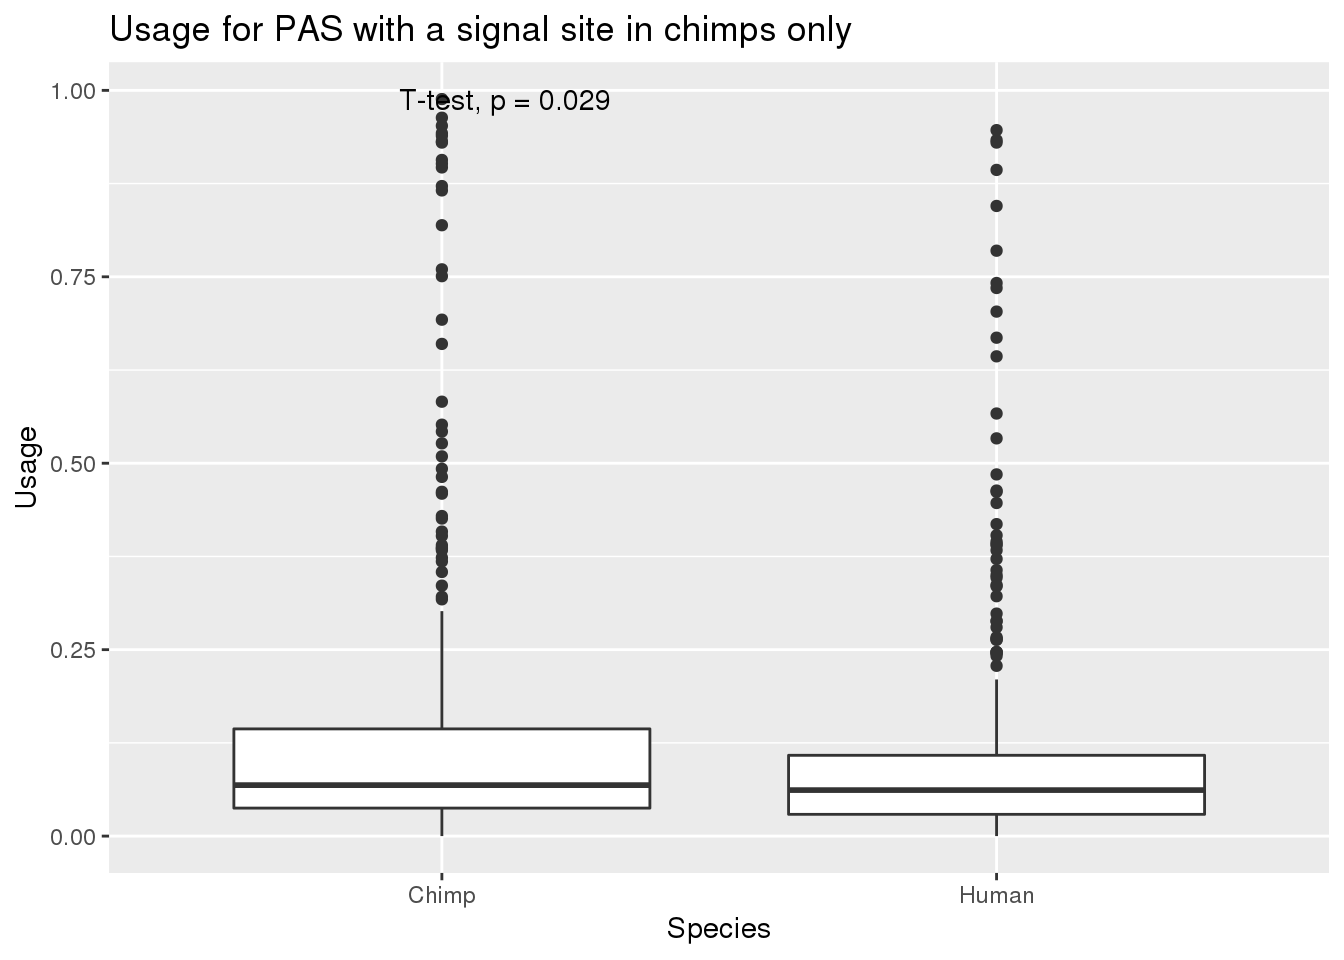 Usage for PAS with a signal site in chimps only
T-test, p = 0.029
1.00
0.75
0.50
0.25
0.00
Usage
Chimp Human
Species